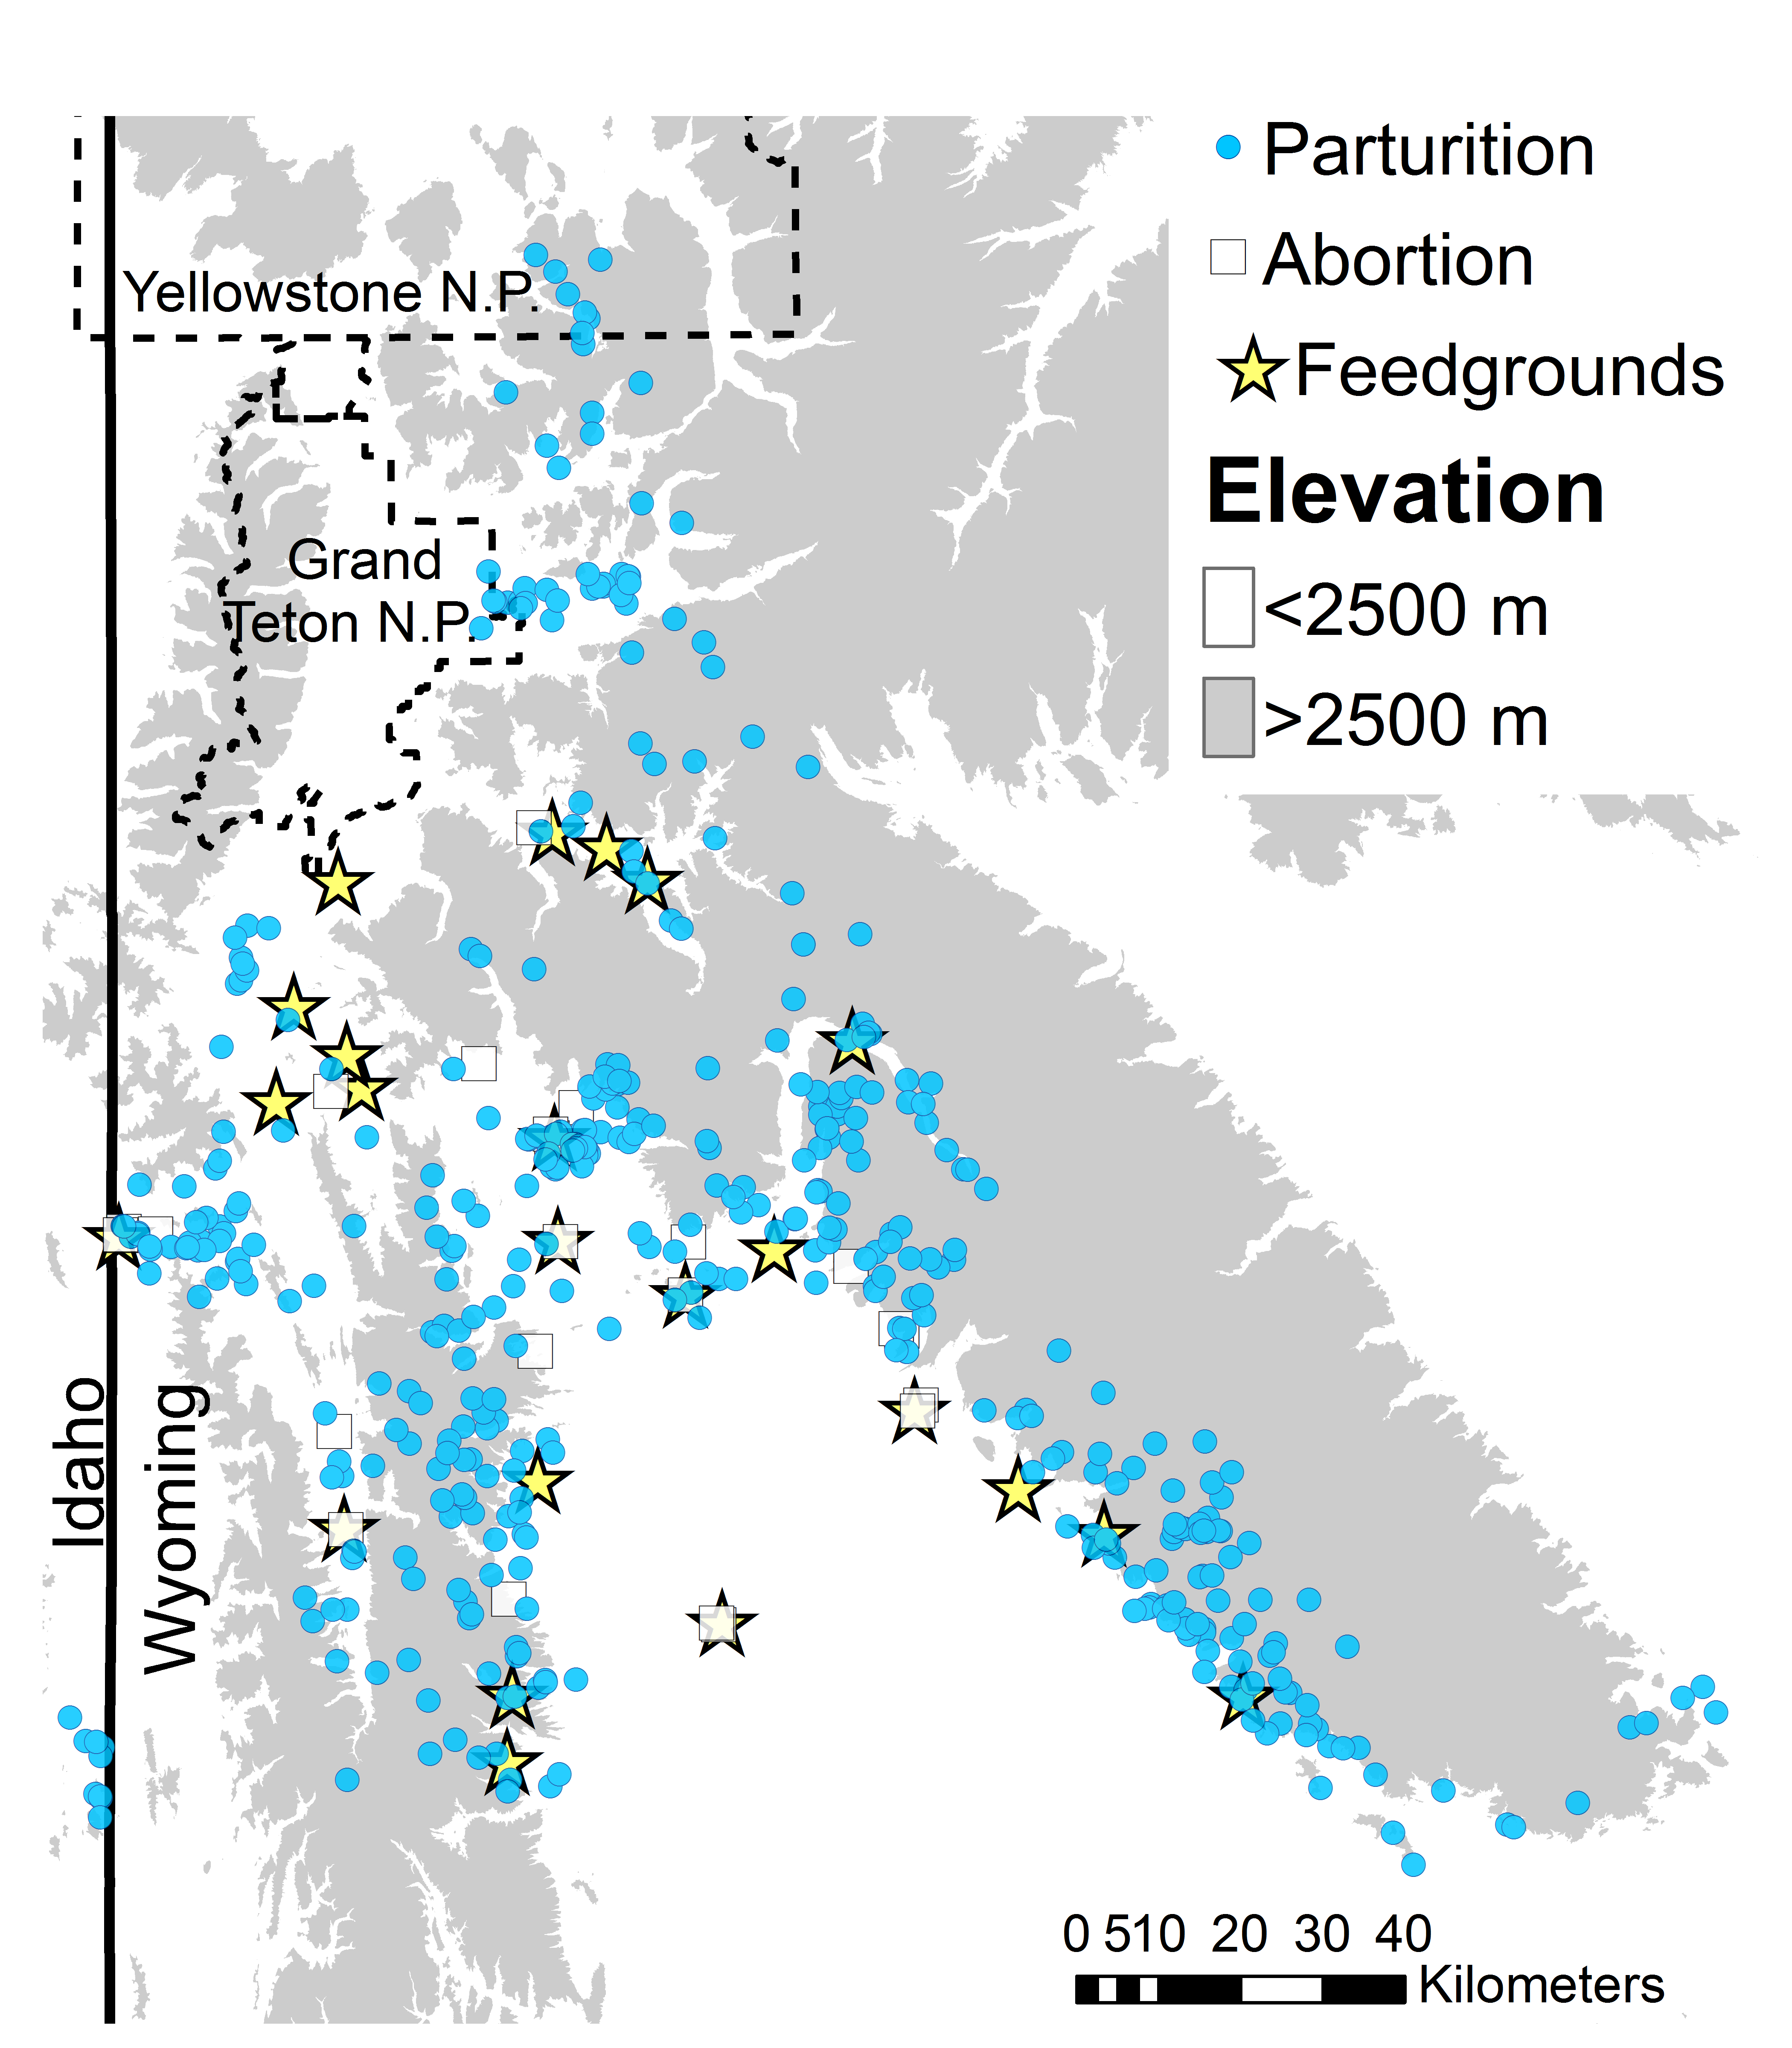 Parturition
Abortion
Feedgrounds
Elevation
<2500 m
>2500 m
Yellowstone N.P.
Grand
Teton N.P.
Idaho
Wyoming
0 510 20 30 40
Kilometers